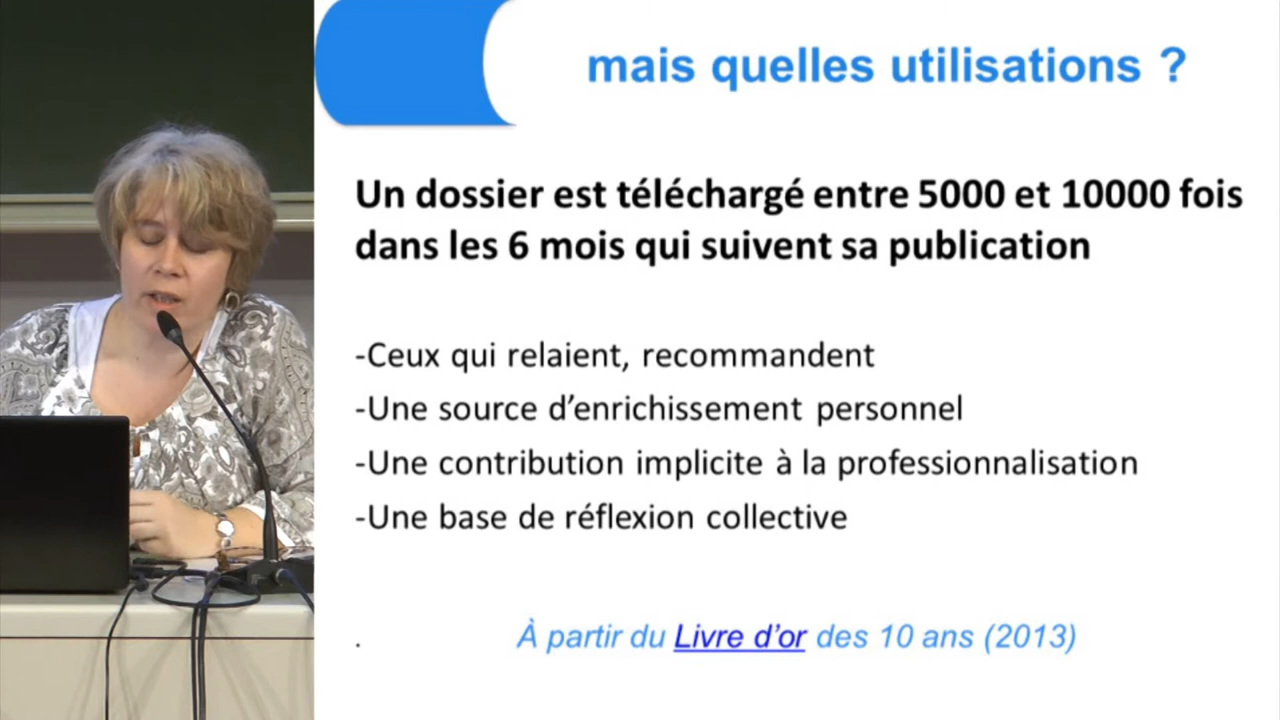 mais quelles utilisations ?
Un dossier est téléchargé entre 5000 et 10000 fois
dans les 6 mois qui suivent sa publication
-Ceux qui relaient, recommandent
-Une source d’enrichissement personnel
-Une contribution implicite à la professionnalisation
-Une base de réflexion collective
. À partir du Livre d’or des 10 ans (2013)